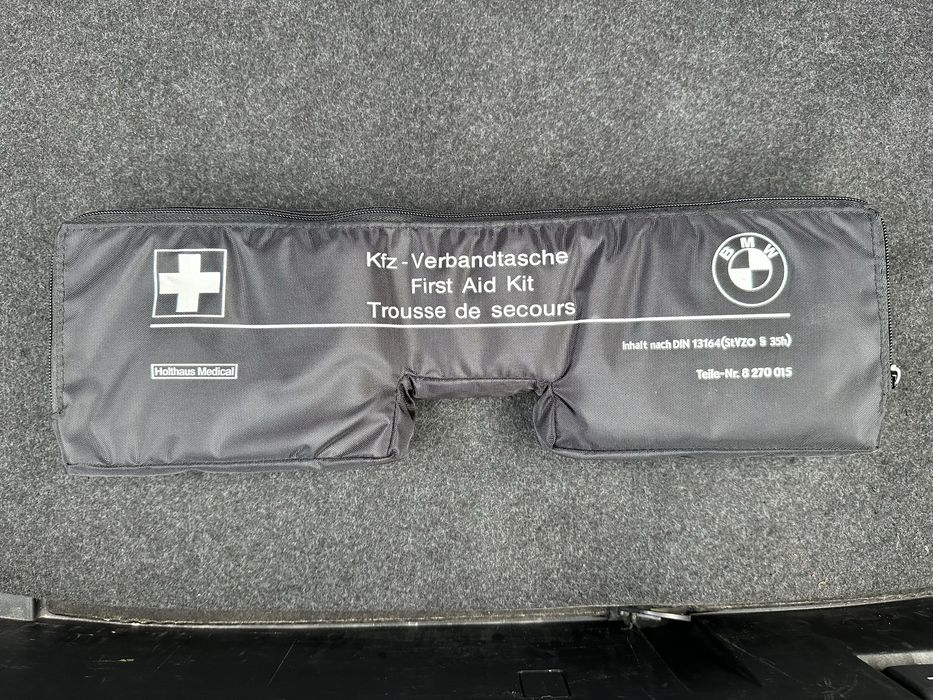 Kfz-Verbandtasche
First Aid Kit
Trousse de secours
BMW
Inhalt nach DIN 13164(StVZO § 35h)
Holthaus Medical
Teile-Nr. 8 270 015